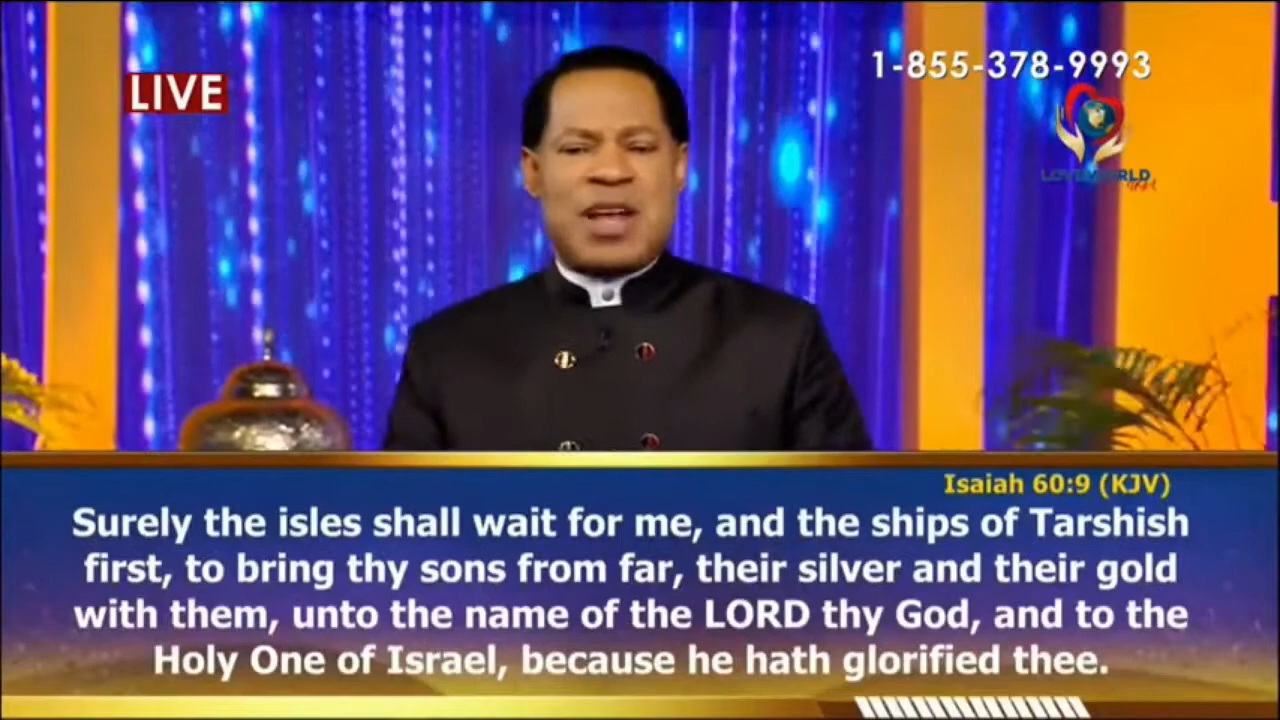 LIVE
1-855-378-9993
LOVEWORLD
Isaiah 60:9 (KJV)
Surely the isles shall wait for me, and the ships of Tarshish
first, to bring thy sons from far, their silver and their gold
with them, unto the name of the LORD thy God, and to the
Holy One of Israel, because he hath glorified thee.